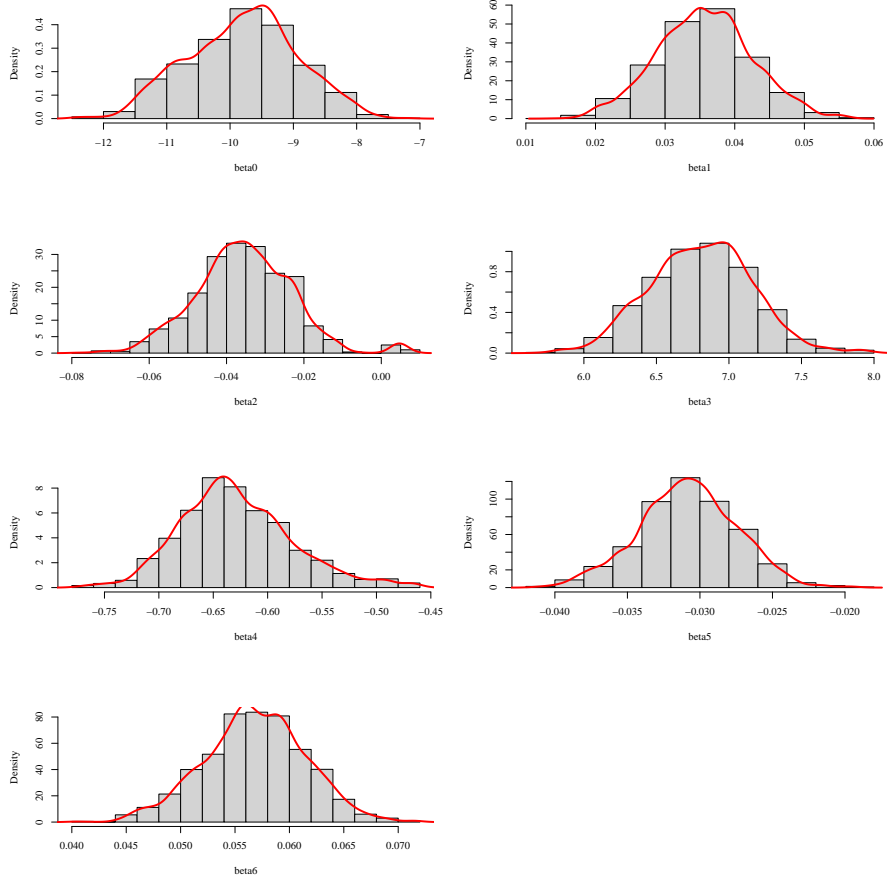 Density
0.0 0.1 0.2 0.3 0.4
−12 −11 −10 −9 −8 −7
beta0
Density
0 10 20 30 40 50 60
0.01 0.02 0.03 0.04 0.05 0.06
beta1
Density
0 5 15 30
−0.08 −0.06 −0.04 −0.02 0.00
beta2
Density
0.0 0.4 0.8
6.0 6.5 7.0 7.5 8.0
beta3
Density
0 2 4 6 8
−0.75 −0.70 −0.65 −0.60 −0.55 −0.50 −0.45
beta4
Density
0 20 60 100
−0.040 −0.035 −0.030 −0.025 −0.020
beta5
Density
0 20 40 60 80
0.040 0.045 0.050 0.055 0.060 0.065 0.070
beta6